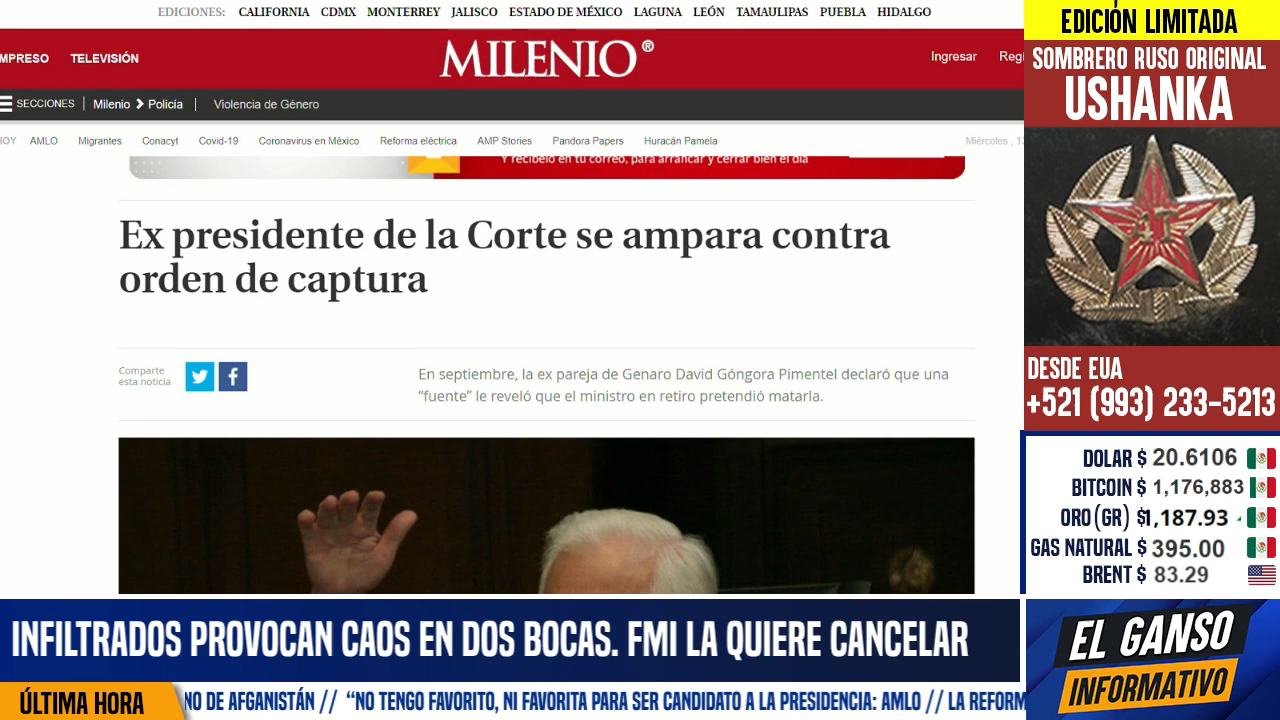 EDICIONES: CALIFORNIA CDMX MONTERREY JALISCO ESTADO DE MÉXICO LAGUNA LEÓN TAMAULIPAS PUEBLA HIDALGO
MPRESO TELEVISIÓN
MILENIO®
Ingresar Regi
SECCIONES | Milenio > Policía | Violencia de Género
HOY AMLO Migrantes Conacyt Covid-19 Coronavirus en México Reforma eléctrica AMP Stories Pandora Papers Huracán Pamela Miércoles , 13
Y recíbelo en tu correo, para arrancar y cerrar bien el día
Ex presidente de la Corte se ampara contra
orden de captura
Comparte
esta noticia
En septiembre, la ex pareja de Genaro David Góngora Pimentel declaró que una
“fuente” le reveló que el ministro en retiro pretendió matarla.
EDICIÓN LIMITADA
SOMBRERO RUSO ORIGINAL
USHANKA
4T
DESDE EUA
+521 (993) 233-5213
DOLAR $ 20.6106
BITCOIN $ 1,176,883
ORO(GR) $1,187.93
GAS NATURAL $ 395.00
BRENT $ 83.29
INFILTRADOS PROVOCAN CAOS EN DOS BOCAS. FMI LA QUIERE CANCELAR
EL GANSO
INFORMATIVO
ÚLTIMA HORA
NO DE AFGANISTÁN // “NO TENGO FAVORITO, NI FAVORITA PARA SER CANDIDATO A LA PRESIDENCIA: AMLO // LA REFORM